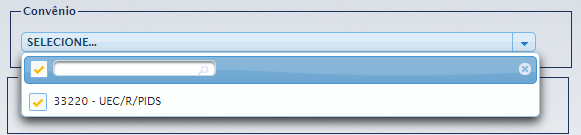 Convênio
SELECIONE...
33220 - UEC/R/PIDS